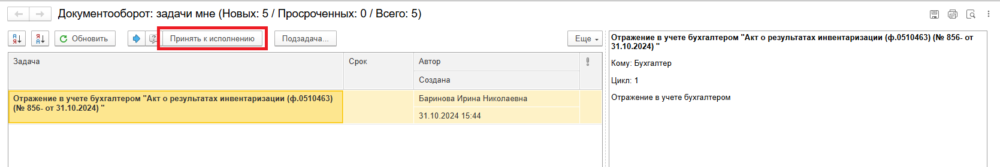 Документооборот: задачи мне (Новых: 5 / Просроченных: 0 / Всего: 5)
А Я
Я А
Обновить
?
Принять к исполнению
Подзадача...
Еще
Задача
Срок
Автор
Создана
Отражение в учете бухгалтером "Акт о результатах инвентаризации (ф.0510463)
(№ 856- от 31.10.2024) "
Баринова Ирина Николаевна
31.10.2024 15:44
Отражение в учете бухгалтером "Акт о результатах инвентаризации (ф.0510463) (№ 856- от
31.10.2024) "
Кому: Бухгалтер
Цикл: 1
Отражение в учете бухгалтером